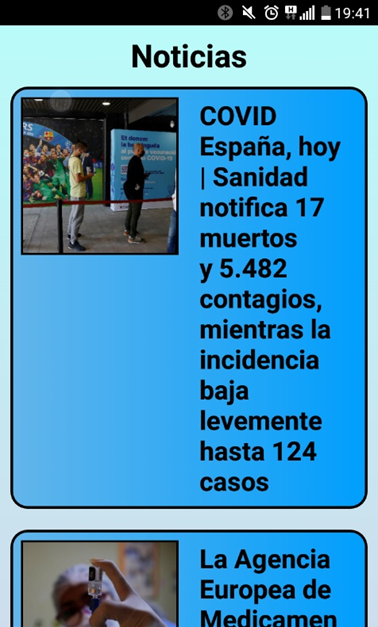 19:41
Noticias
COVID
España, hoy
| Sanidad
notifica 17
muertos
y 5.482
contagios,
mientras la
incidencia
baja
levemente
hasta 124
casos
La Agencia
Europea de
Medicamen